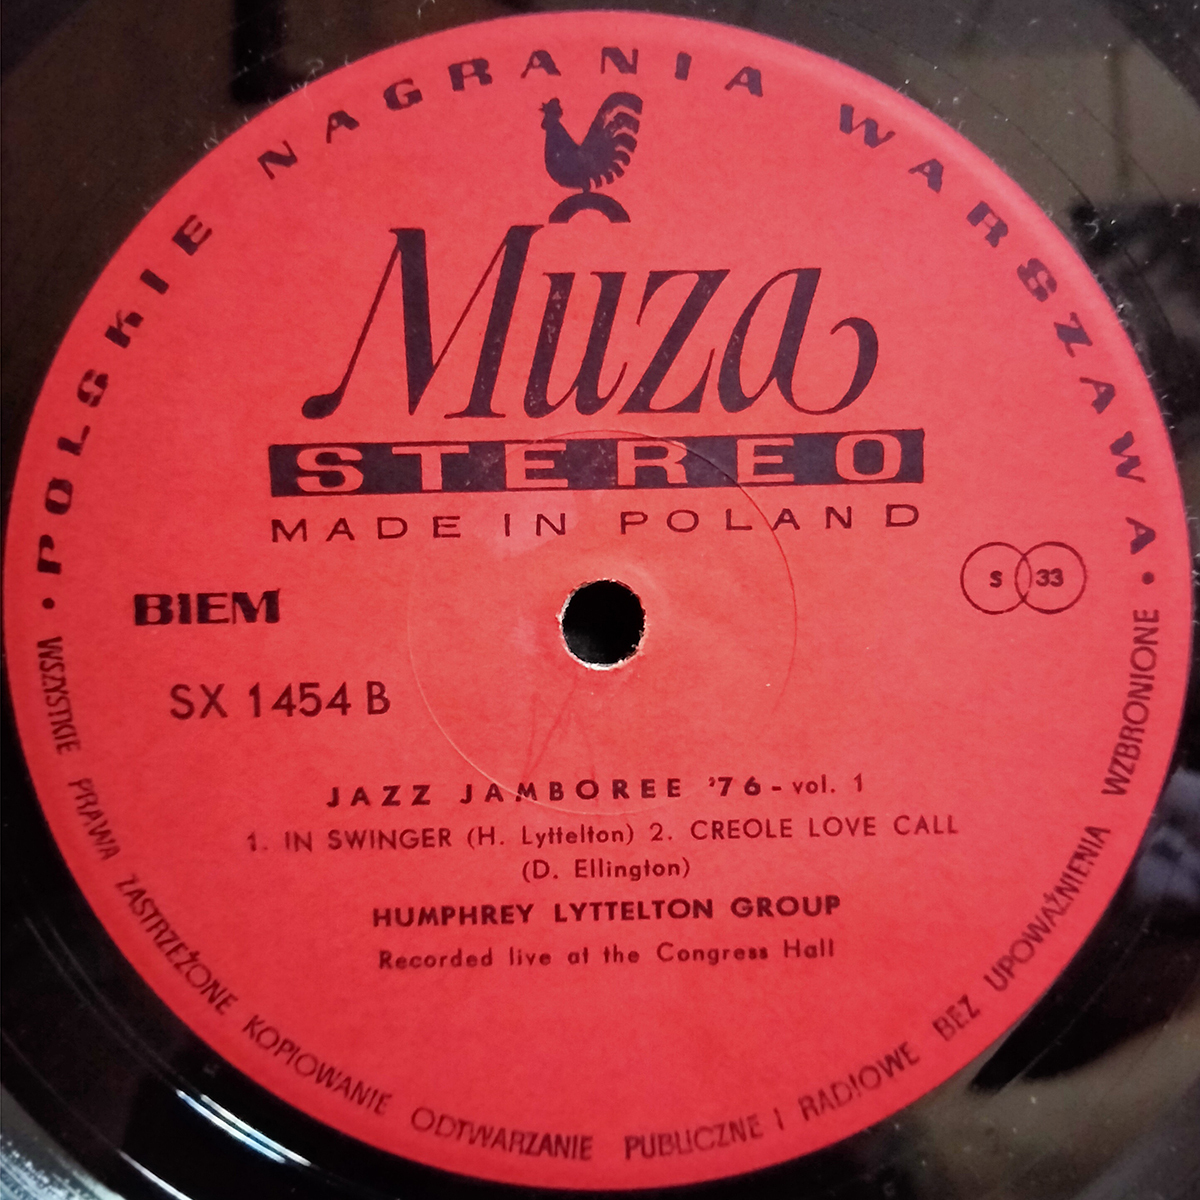 • POLSKIE NAGRANIA WARSZAWA •
Muza
STEREO
MADE IN POLAND
BIEM
S 33
SX 1454 B
JAZZ JAMBOREE '76 - vol. 1
1. IN SWINGER (H. Lyttelton) 2. CREOLE LOVE CALL
(D. Ellington)
HUMPHREY LYTTELTON GROUP
Recorded live at the Congress Hall
WSZYSTKIE PRAWA ZASTRZEŻONE KOPIOWANIE ODTWARZANIE PUBLICZNE I RADIOWE BEZ UPOWAŻNIENIA WZBRONIONE